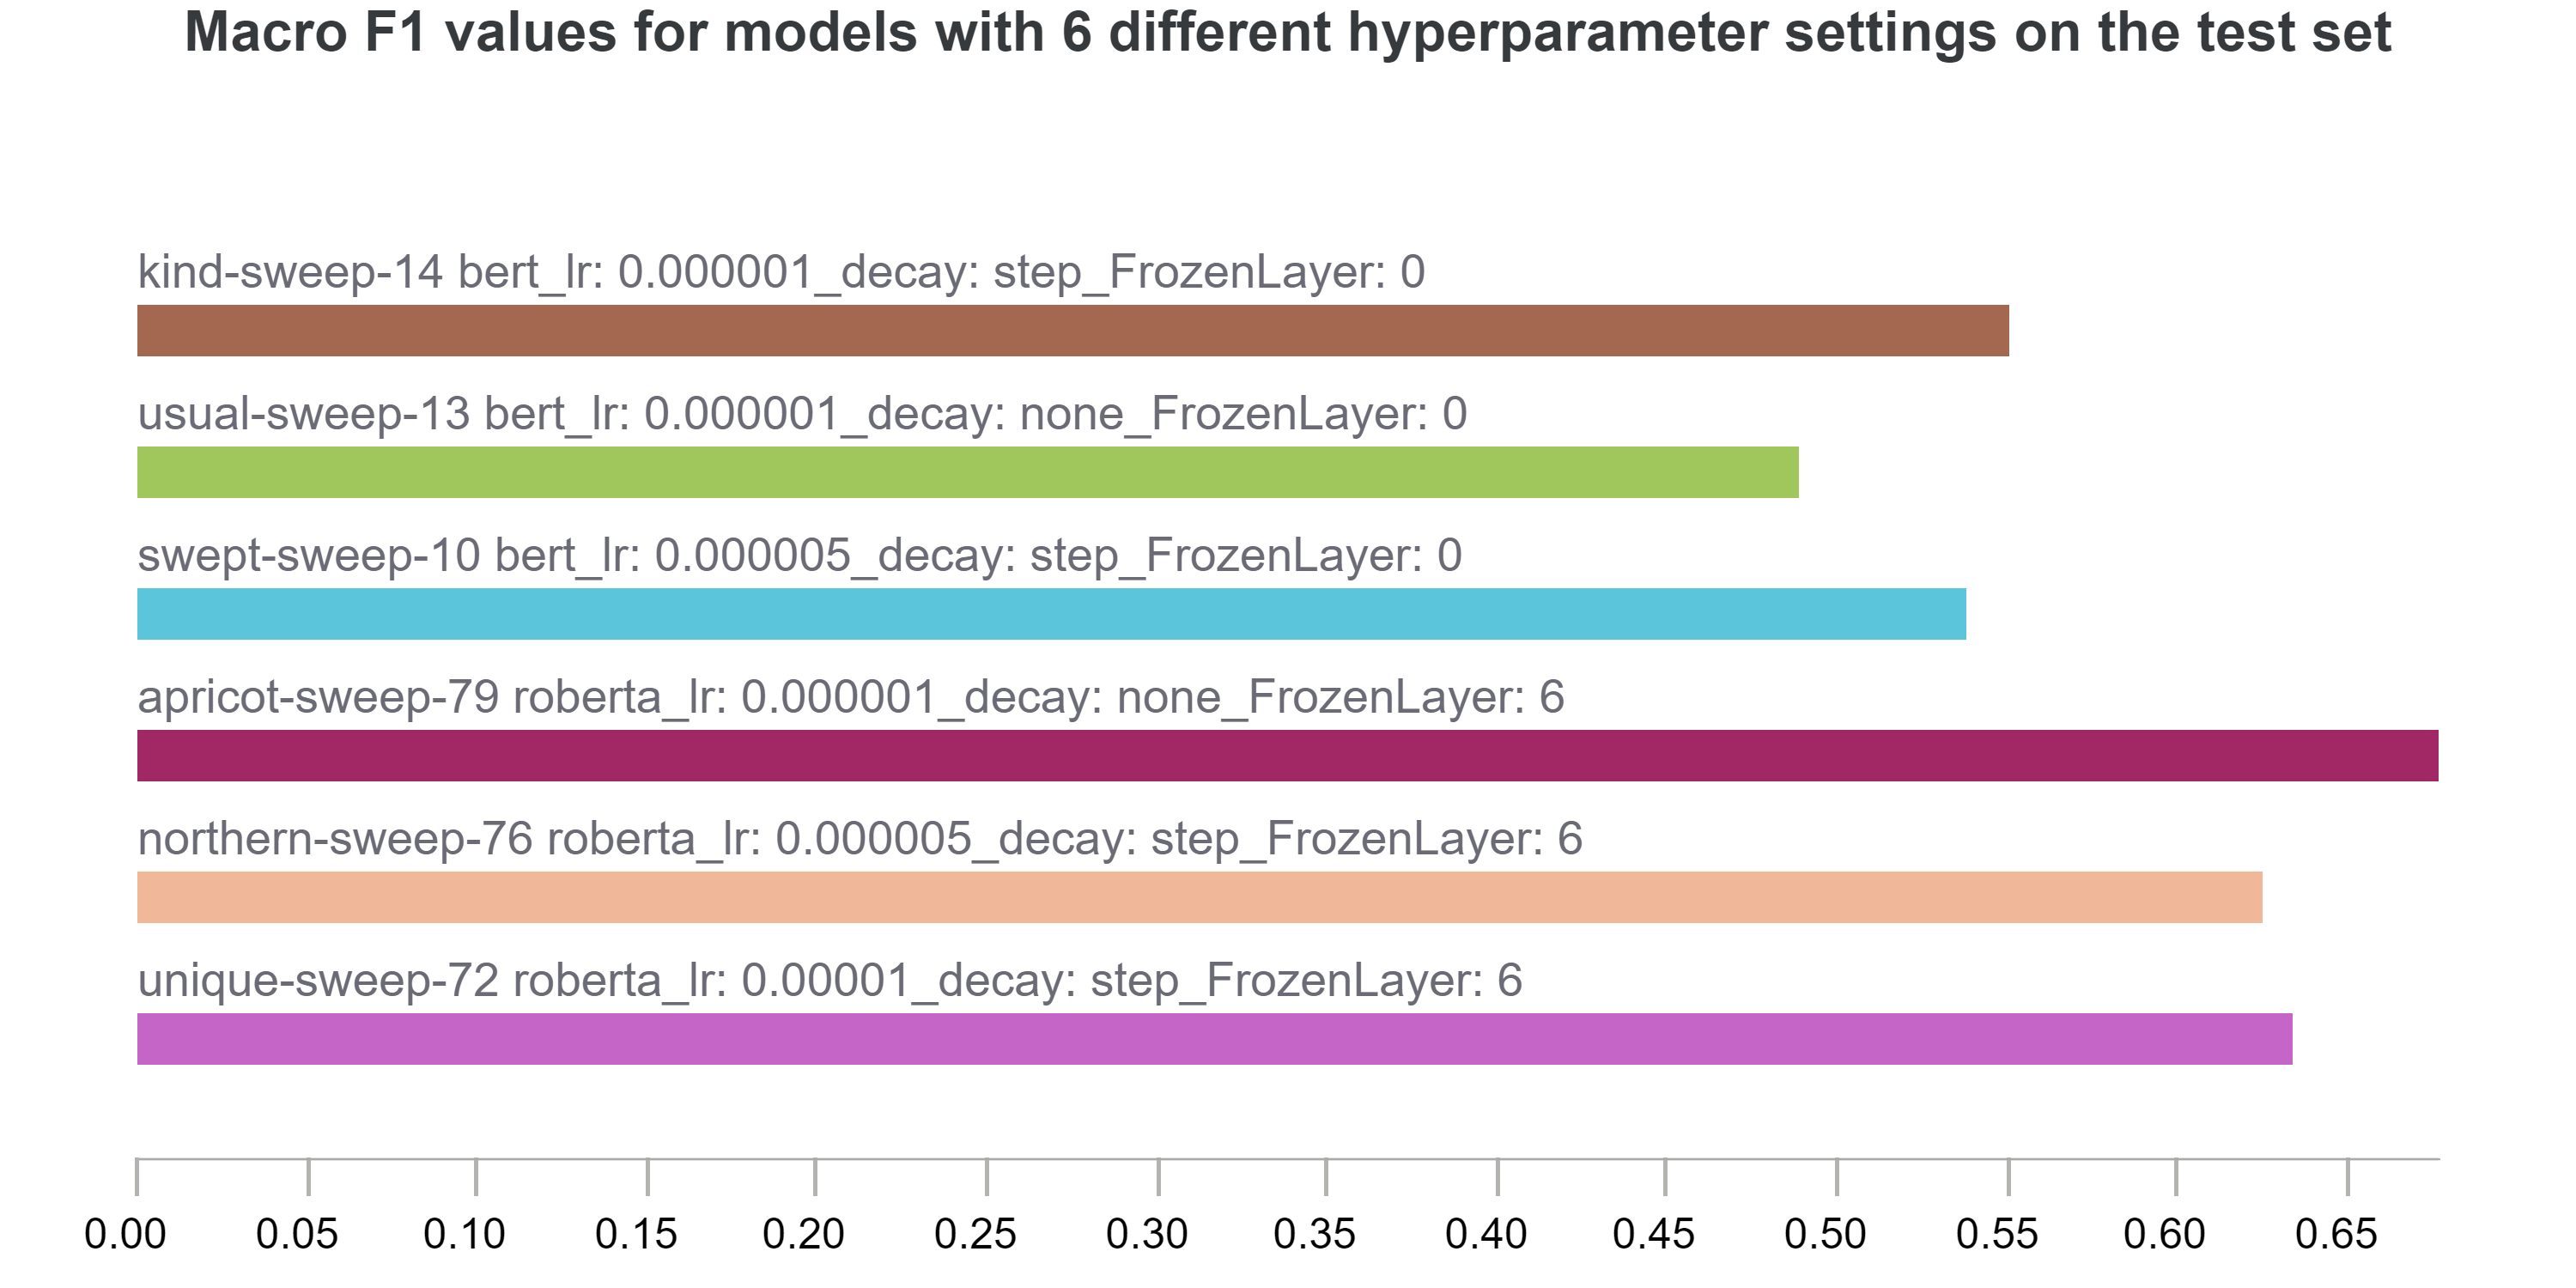 Macro F1 values for models with 6 different hyperparameter settings on the test set
kind-sweep-14 bert_lr: 0.000001_decay: step_FrozenLayer: 0
usual-sweep-13 bert_lr: 0.000001_decay: none_FrozenLayer: 0
swept-sweep-10 bert_lr: 0.000005_decay: step_FrozenLayer: 0
apricot-sweep-79 roberta_lr: 0.000001_decay: none_FrozenLayer: 6
northern-sweep-76 roberta_lr: 0.000005_decay: step_FrozenLayer: 6
unique-sweep-72 roberta_lr: 0.00001_decay: step_FrozenLayer: 6
0.00 0.05 0.10 0.15 0.20 0.25 0.30 0.35 0.40 0.45 0.50 0.55 0.60 0.65